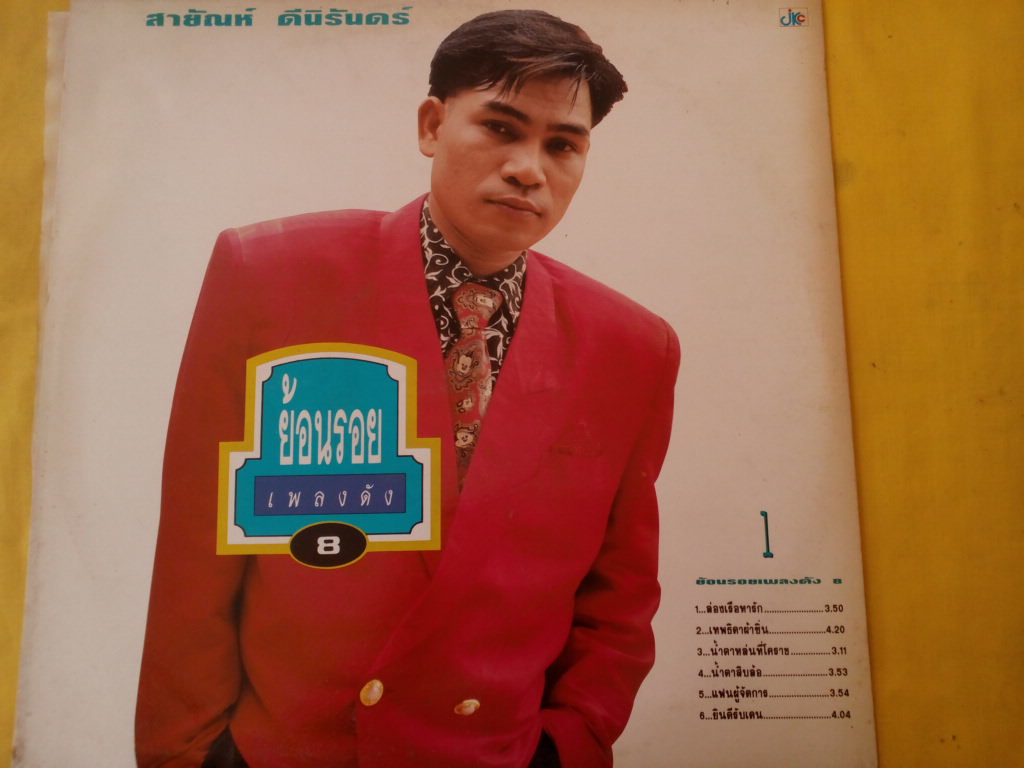 สายัณห์ ดีนิรันดร์
JKC
ย้อนรอย
เพลงดัง
8
1
ย้อนรอยเพลงดัง 8
1...ล่องเรือหารัก......................3.50
2...เทพธิดาผ้าซิ่น.....................4.20
3...น้ำตาหล่นที่โคราช...............3.11
4...น้ำตาสิบล้อ........................3.53
5...แฟนผู้จัดการ......................3.54
6...ยินดีรับเดน.........................4.04